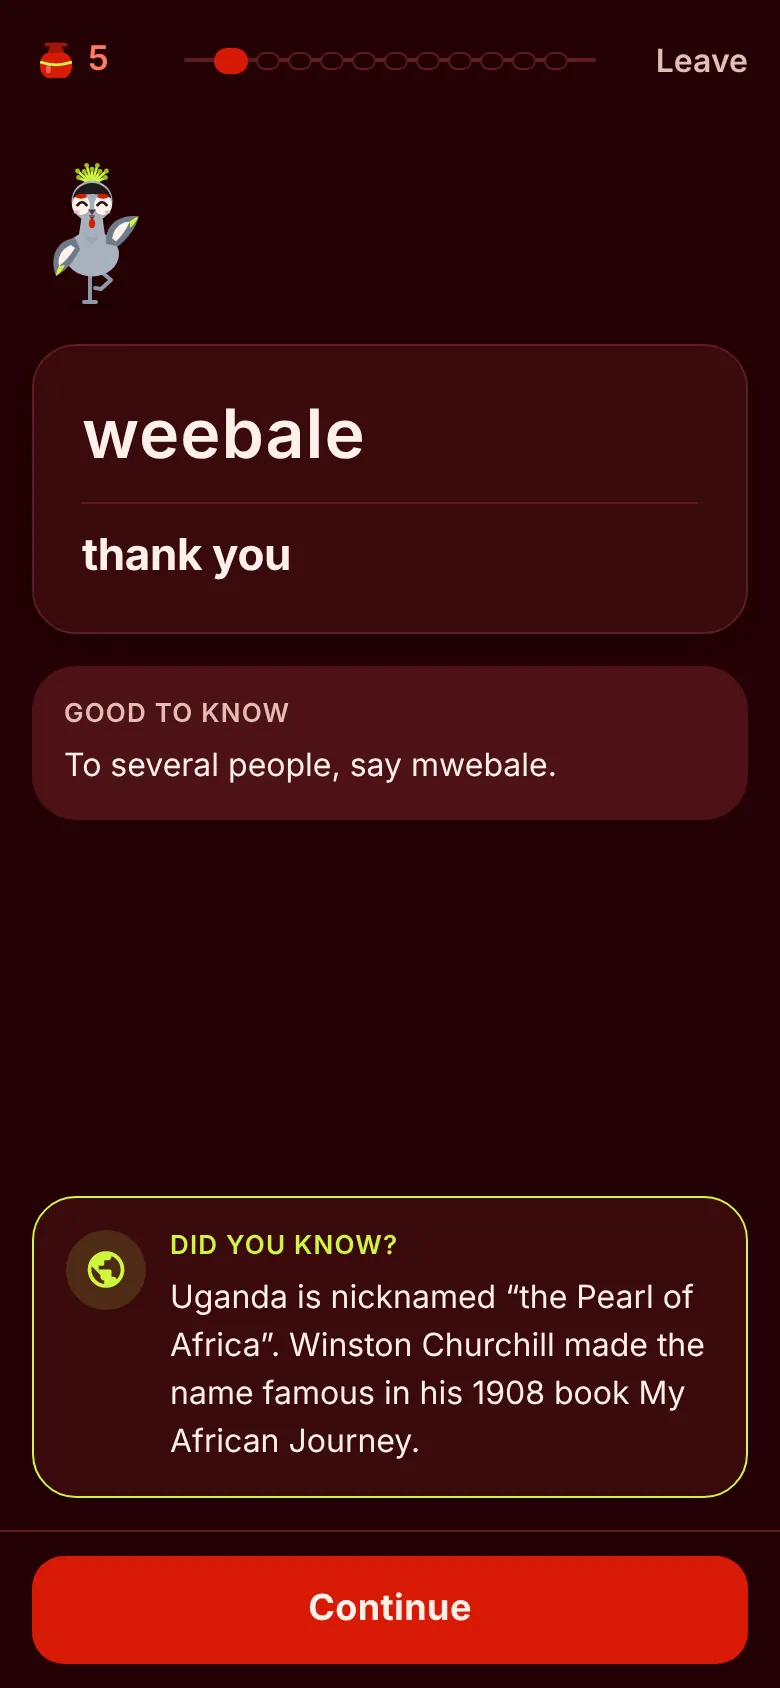 5
Leave
weebale
thank you
GOOD TO KNOW
To several people, say mwebale.
DID YOU KNOW?
Uganda is nicknamed “the Pearl of
Africa”. Winston Churchill made the
name famous in his 1908 book My
African Journey.
Continue